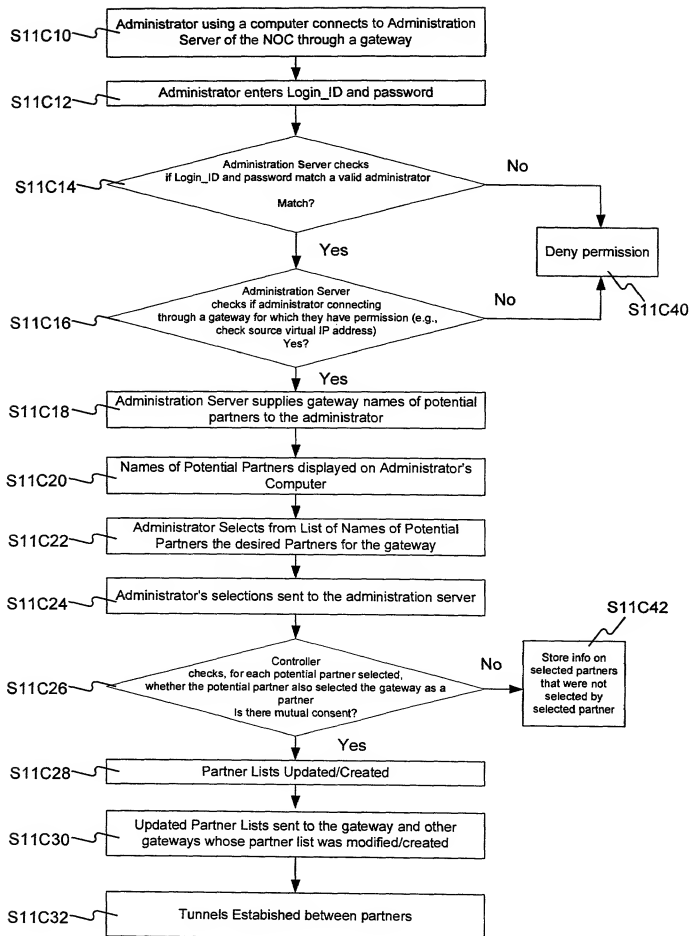 S11C10
Administrator using a computer connects to Administration
Server of the NOC through a gateway
S11C12
Administrator enters Login_ID and password
S11C14
Administration Server checks
if Login_ID and password match a valid administrator
Match?
No
Yes
Deny permission
S11C40
S11C16
Administration Server
checks if administrator connecting
through a gateway for which they have permission (e.g.,
check source virtual IP address)
Yes?
No
Yes
S11C18
Administration Server supplies gateway names of potential
partners to the administrator
S11C20
Names of Potential Partners displayed on Administrator's
Computer
S11C22
Administrator Selects from List of Names of Potential
Partners the desired Partners for the gateway
S11C24
Administrator's selections sent to the administration server
S11C26
Controller
checks, for each potential partner selected,
whether the potential partner also selected the gateway as a
partner
Is there mutual consent?
No
S11C42
Store info on
selected partners
that were not
selected by
selected partner
Yes
S11C28
Partner Lists Updated/Created
S11C30
Updated Partner Lists sent to the gateway and other
gateways whose partner list was modified/created
S11C32
Tunnels Estabished between partners